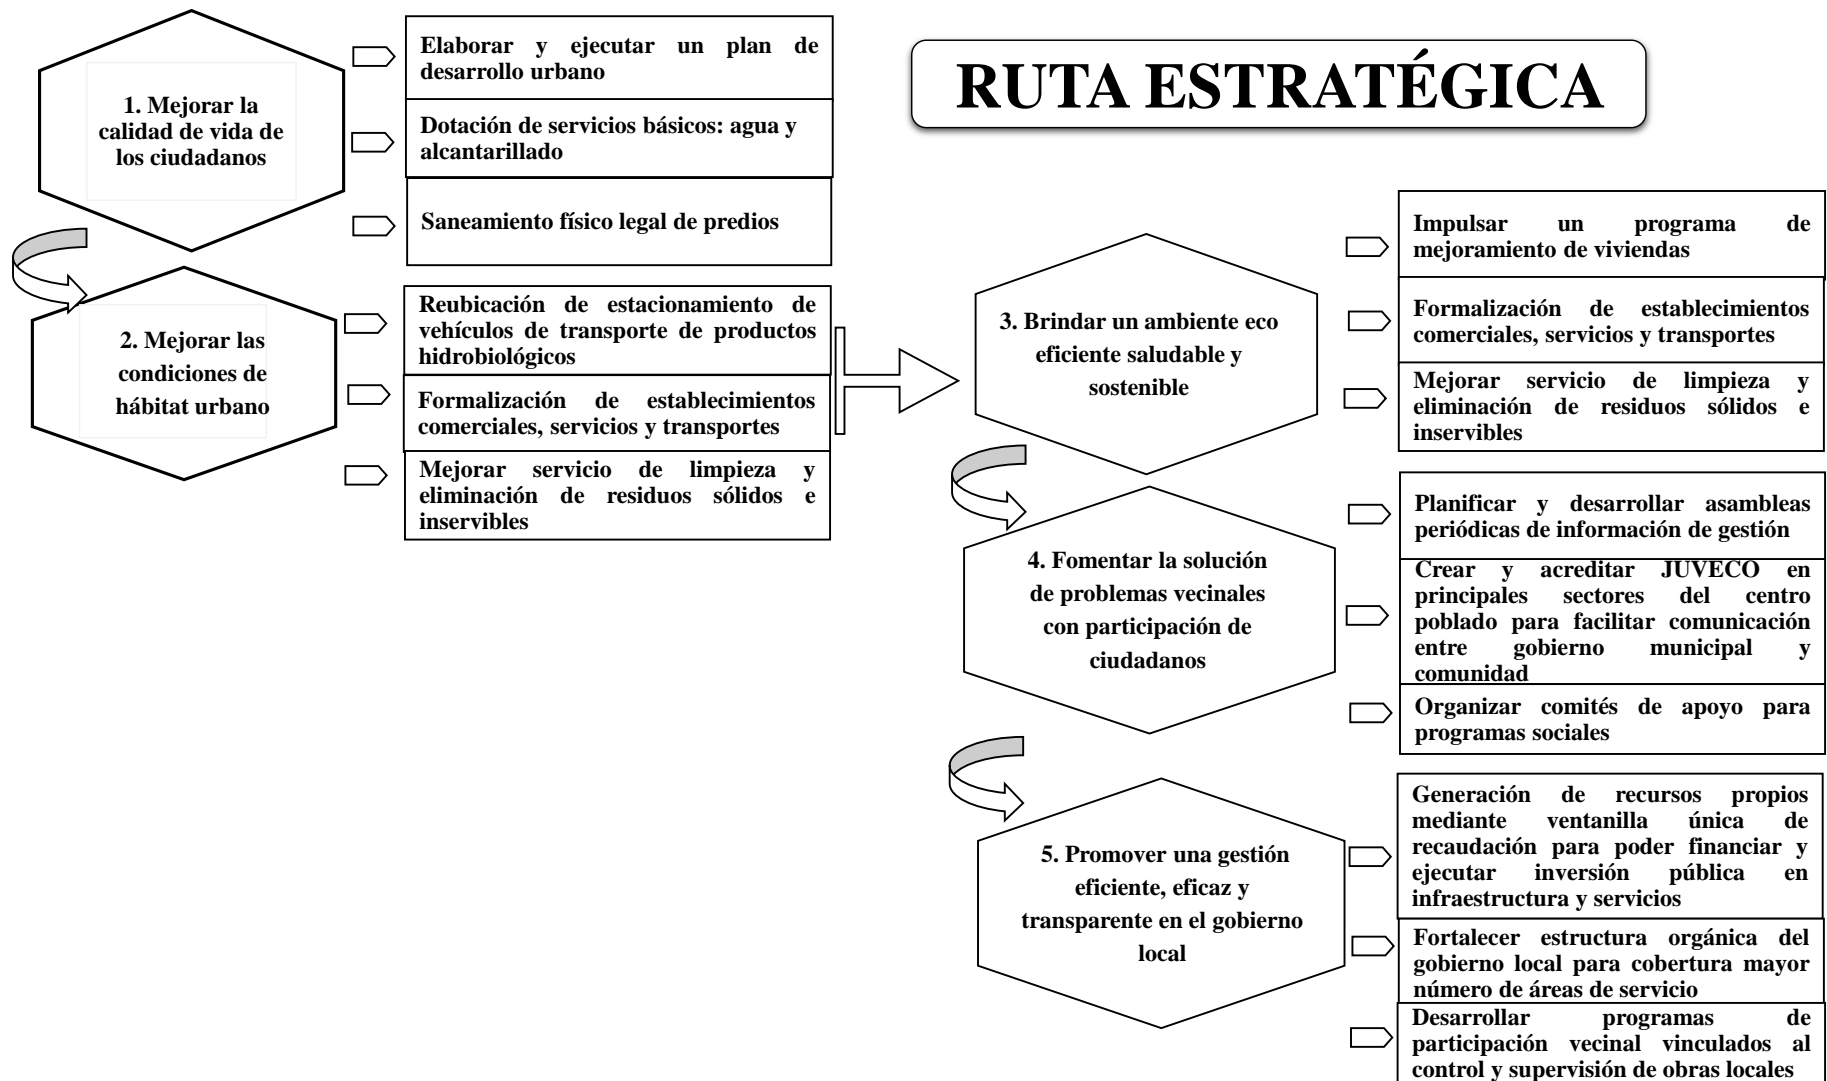 RUTA ESTRATÉGICA
1. Mejorar la
calidad de vida de
los ciudadanos
Elaborar y ejecutar un plan de
desarrollo urbano
Dotación de servicios básicos: agua y
alcantarillado
Saneamiento físico legal de predios
2. Mejorar las
condiciones de
hábitat urbano
Reubicación de estacionamiento de
vehículos de transporte de productos
hidrobiológicos
Formalización de establecimientos
comerciales, servicios y transportes
Mejorar servicio de limpieza y
eliminación de residuos sólidos e
inservibles
3. Brindar un ambiente eco
eficiente saludable y
sostenible
Impulsar un programa de
mejoramiento de viviendas
Formalización de establecimientos
comerciales, servicios y transportes
Mejorar servicio de limpieza y
eliminación de residuos sólidos e
inservibles
4. Fomentar la solución
de problemas vecinales
con participación de
ciudadanos
Planificar y desarrollar asambleas
periódicas de información de gestión
Crear y acreditar JUVECO en
principales sectores del centro
poblado para facilitar comunicación
entre gobierno municipal y
comunidad
Organizar comités de apoyo para
programas sociales
5. Promover una gestión
eficiente, eficaz y
transparente en el gobierno
local
Generación de recursos propios
mediante ventanilla única de
recaudación para poder financiar y
ejecutar inversión pública en
infraestructura y servicios
Fortalecer estructura orgánica del
gobierno local para cobertura mayor
número de áreas de servicio
Desarrollar programas de
participación vecinal vinculados al
control y supervisión de obras locales